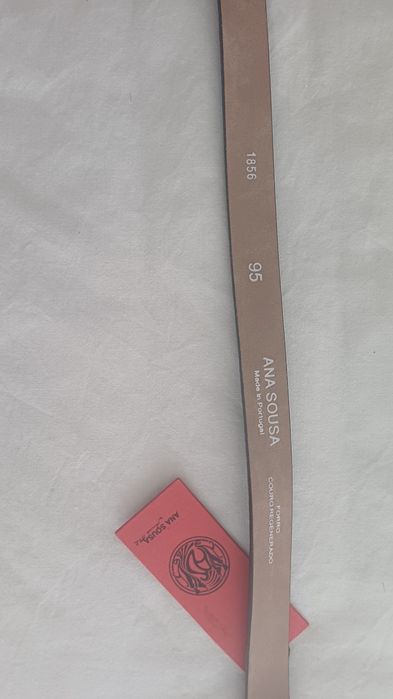 1856
95
ANA SOUSA
Made in Portugal
FORRO
COURO REGENERADO
ANA SOUSA